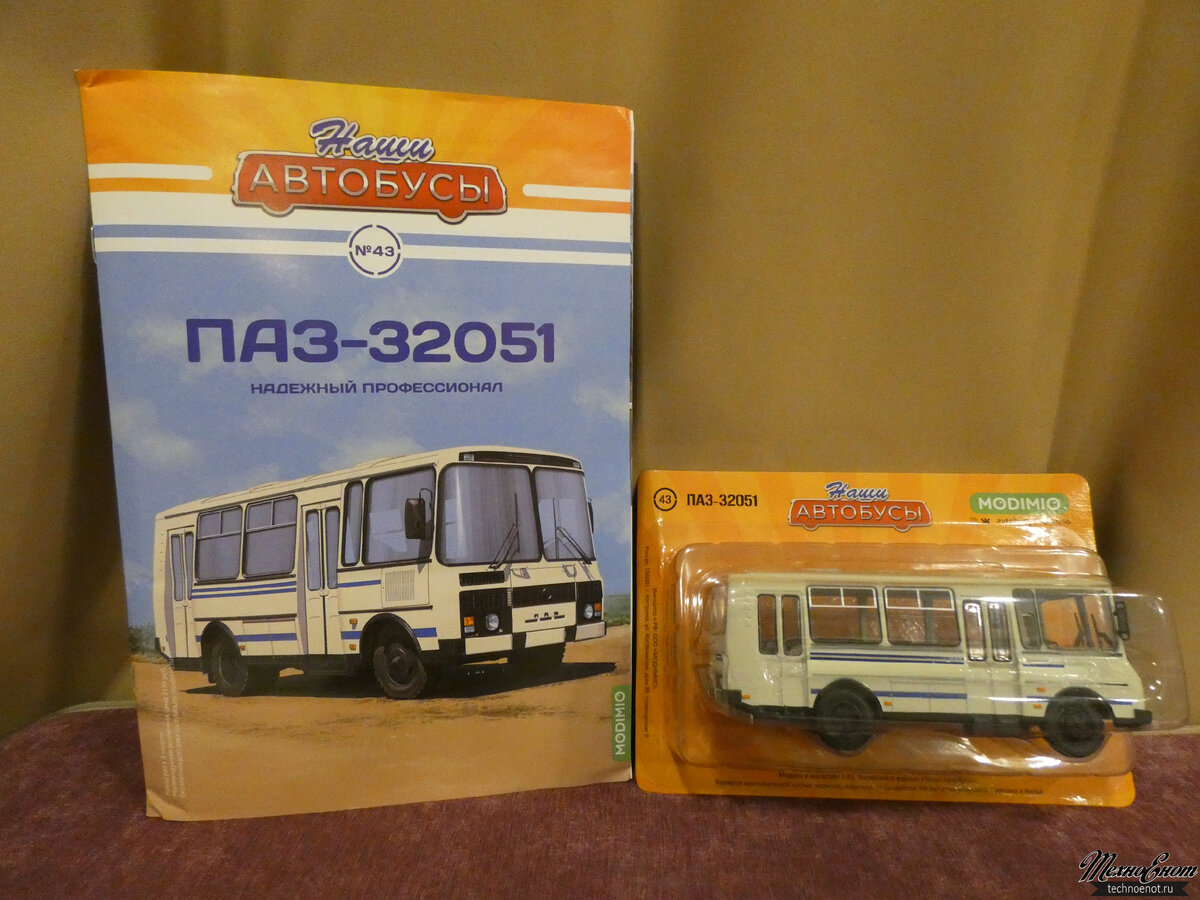 Наши
АВТОБУСЫ
№43
ПАЗ-32051
НАДЕЖНЫЙ ПРОФЕССИОНАЛ
MODIMIO
43 ПАЗ-32051
Наши
АВТОБУСЫ
MODIMIO
ТехноЕнот
technoenot.ru